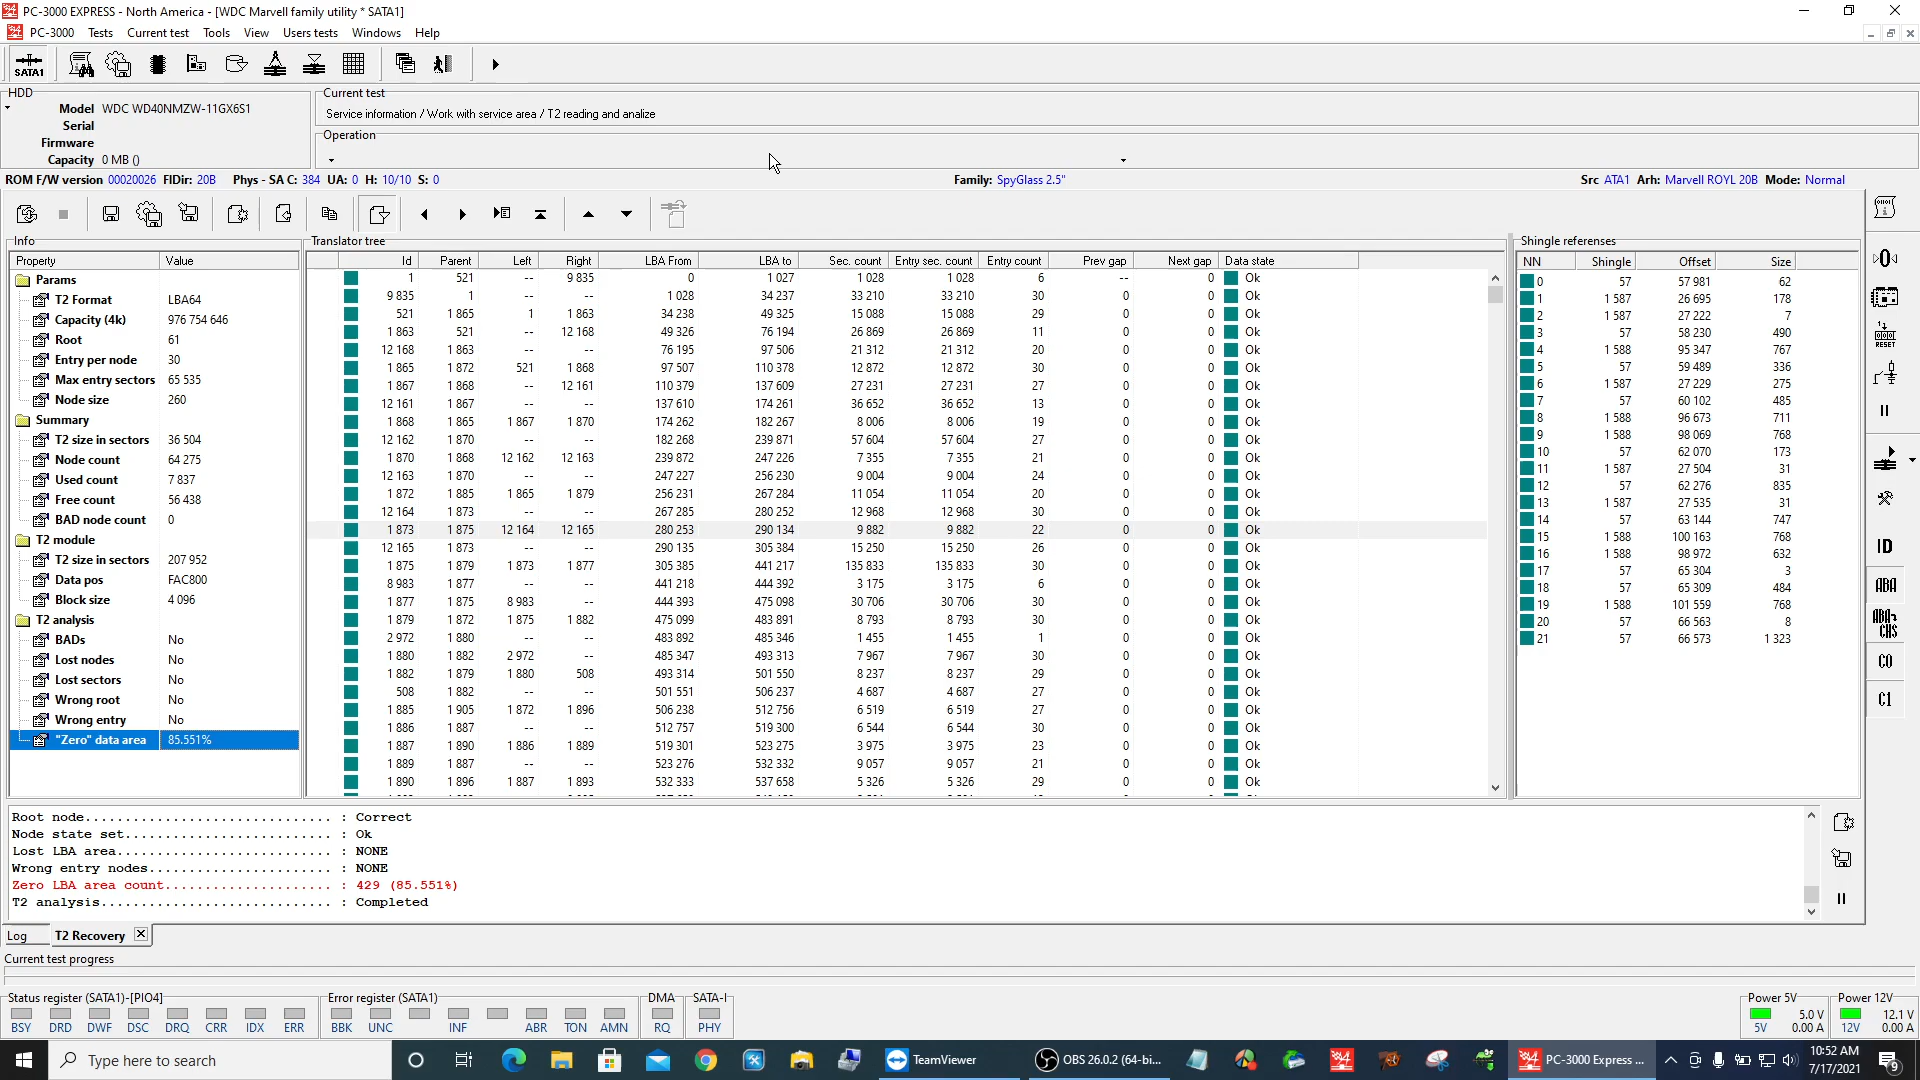 PC-3000 EXPRESS - North America - [WDC Marvell family utility * SATA1]
PC-3000 Tests Current test Tools View Users tests Windows Help
SATA1
HDD
Model WDC WD40NMZW-11GX6S1
Serial
Firmware
Capacity 0 MB ()
Current test
Service information / Work with service area / T2 reading and analize
Operation
ROM F/W version 00020026 FIDir: 20B Phys - SA C: 384 UA: 0 H: 10/10 S: 0 Family: SpyGlass 2.5" Src ATA1 Arh: Marvell ROYL 20B Mode: Normal
Info
Property Value
Params
T2 Format LBA64
Capacity (4k) 976 754 646
Root 61
Entry per node 30
Max entry sectors 65 535
Node size 260
Summary
T2 size in sectors 36 504
Node count 64 275
Used count 7 837
Free count 56 438
BAD node count 0
T2 module
T2 size in sectors 207 952
Data pos FAC800
Block size 4 096
T2 analysis
BADs No
Lost nodes No
Lost sectors No
Wrong root No
Wrong entry No
"Zero" data area 85.551%
Translator tree
Id Parent Left Right LBA From LBA to Sec. count Entry sec. count Entry count Prev gap Next gap Data state
1 521 -- 9 835 0 1 027 1 028 1 028 6 -- 0 Ok
9 835 1 -- -- 1 028 34 237 33 210 33 210 30 0 0 Ok
521 1 865 1 1 863 34 238 49 325 15 088 15 088 29 0 0 Ok
1 863 521 -- 12 168 49 326 76 194 26 869 26 869 11 0 0 Ok
12 168 1 863 -- -- 76 195 97 506 21 312 21 312 20 0 0 Ok
1 865 1 872 521 1 868 97 507 110 378 12 872 12 872 30 0 0 Ok
1 867 1 868 -- 12 161 110 379 137 609 27 231 27 231 27 0 0 Ok
12 161 1 867 -- -- 137 610 174 261 36 652 36 652 13 0 0 Ok
1 868 1 865 1 867 1 870 174 262 182 267 8 006 8 006 19 0 0 Ok
12 162 1 870 -- -- 182 268 239 871 57 604 57 604 27 0 0 Ok
1 870 1 868 12 162 12 163 239 872 247 226 7 355 7 355 21 0 0 Ok
12 163 1 870 -- -- 247 227 256 230 9 004 9 004 24 0 0 Ok
1 872 1 885 1 865 1 879 256 231 267 284 11 054 11 054 20 0 0 Ok
12 164 1 873 -- -- 267 285 280 252 12 968 12 968 30 0 0 Ok
1 873 1 875 12 164 12 165 280 253 290 134 9 882 9 882 22 0 0 Ok
12 165 1 873 -- -- 290 135 305 384 15 250 15 250 26 0 0 Ok
1 875 1 879 1 873 1 877 305 385 441 217 135 833 135 833 30 0 0 Ok
8 983 1 877 -- -- 441 218 444 392 3 175 3 175 6 0 0 Ok
1 877 1 875 8 983 -- 444 393 475 098 30 706 30 706 30 0 0 Ok
1 879 1 872 1 875 1 882 475 099 483 891 8 793 8 793 30 0 0 Ok
2 972 1 880 -- -- 483 892 485 346 1 455 1 455 1 0 0 Ok
1 880 1 882 2 972 -- 485 347 493 313 7 967 7 967 30 0 0 Ok
1 882 1 879 1 880 508 493 314 501 550 8 237 8 237 29 0 0 Ok
508 1 882 -- -- 501 551 506 237 4 687 4 687 27 0 0 Ok
1 885 1 905 1 872 1 896 506 238 512 756 6 519 6 519 27 0 0 Ok
1 886 1 887 -- -- 512 757 519 300 6 544 6 544 30 0 0 Ok
1 887 1 890 1 886 1 889 519 301 523 275 3 975 3 975 23 0 0 Ok
1 889 1 887 -- -- 523 276 532 332 9 057 9 057 21 0 0 Ok
1 890 1 896 1 887 1 893 532 333 537 658 5 326 5 326 29 0 0 Ok
Shingle referenses
NN Shingle Offset Size
0 57 57 981 62
1 1 587 26 695 178
2 1 587 27 222 7
3 57 58 230 490
4 1 588 95 347 767
5 57 59 489 336
6 1 587 27 229 275
7 57 60 102 485
8 1 588 96 673 711
9 1 588 98 069 768
10 57 62 070 173
11 1 587 27 504 31
12 57 62 276 835
13 1 587 27 535 31
14 57 63 144 747
15 1 588 100 163 768
16 1 588 98 972 632
17 57 65 304 3
18 57 65 309 484
19 1 588 101 559 768
20 57 66 563 8
21 57 66 573 1 323
RESET
ID
ABA
ABA
CHS
C0
C1
Root node.............................. : Correct
Node state set......................... : Ok
Lost LBA area.......................... : NONE
Wrong entry nodes...................... : NONE
Zero LBA area count.................... : 429 (85.551%)
T2 analysis............................ : Completed
Log T2 Recovery
Current test progress
Status register (SATA1)-[PIO4] Error register (SATA1) DMA SATA-I Power 5V Power 12V
BSY DRD DWF DSC DRQ CRR IDX ERR BBK UNC INF ABR TON AMN RQ PHY
5.0 V 12.1 V
5V 0.00 A 12V 0.00 A
Type here to search TeamViewer OBS 26.0.2 (64-bi... PC-3000 Express ...
10:52 AM
7/17/2021
9